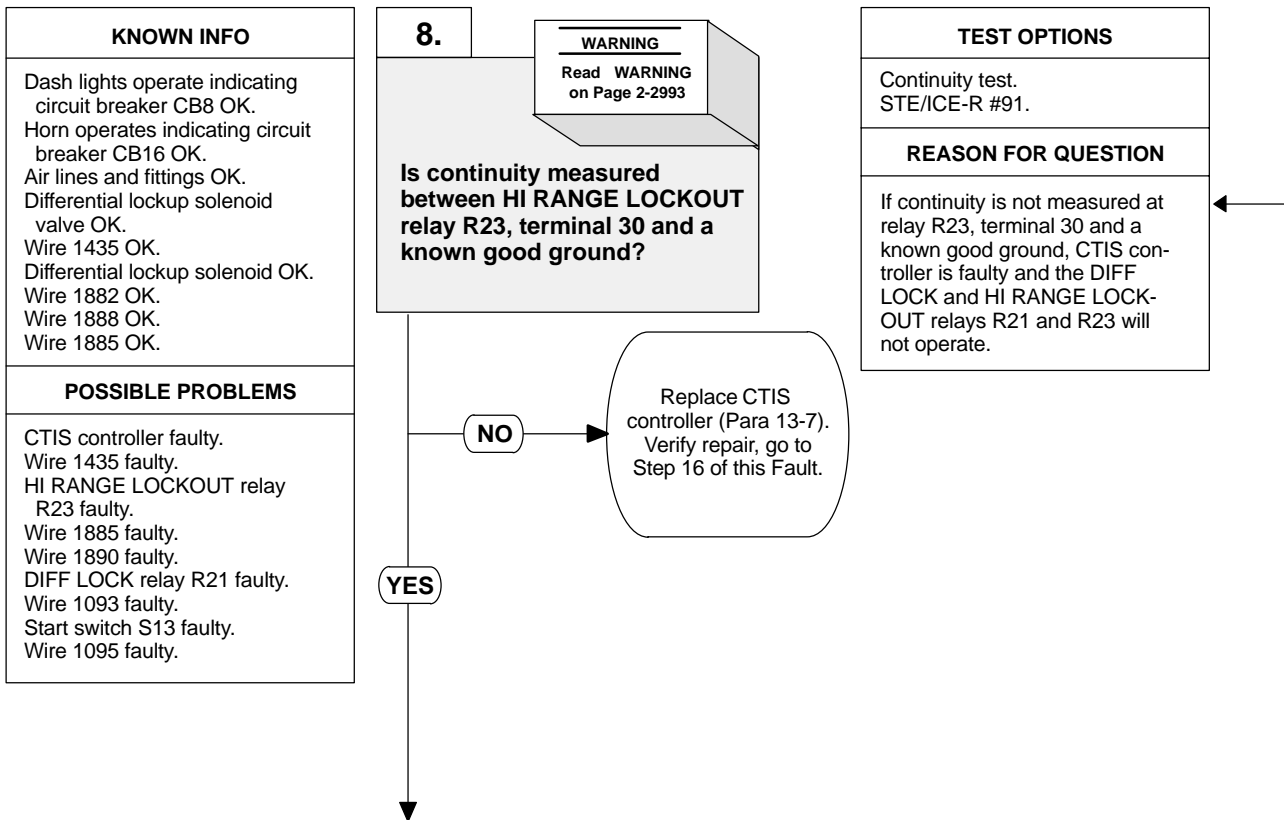 KNOWN INFO
Dash lights operate indicating
circuit breaker CB8 OK.
Horn operates indicating circuit
breaker CB16 OK.
Air lines and fittings OK.
Differential lockup solenoid
valve OK.
Wire 1435 OK.
Differential lockup solenoid OK.
Wire 1882 OK.
Wire 1888 OK.
Wire 1885 OK.
POSSIBLE PROBLEMS
CTIS controller faulty.
Wire 1435 faulty.
HI RANGE LOCKOUT relay
R23 faulty.
Wire 1885 faulty.
Wire 1890 faulty.
DIFF LOCK relay R21 faulty.
Wire 1093 faulty.
Start switch S13 faulty.
Wire 1095 faulty.
8.
WARNING
Read WARNING
on Page 2-2993
Is continuity measured
between HI RANGE LOCKOUT
relay R23, terminal 30 and a
known good ground?
NO
Replace CTIS
controller (Para 13-7).
Verify repair, go to
Step 16 of this Fault.
YES
TEST OPTIONS
Continuity test.
STE/ICE-R #91.
REASON FOR QUESTION
If continuity is not measured at
relay R23, terminal 30 and a
known good ground, CTIS con-
troller is faulty and the DIFF
LOCK and HI RANGE LOCK-
OUT relays R21 and R23 will
not operate.